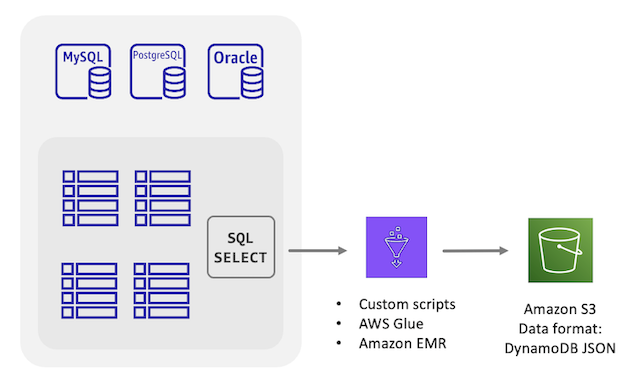 MySQL
PostgreSQL
Oracle
SQL
SELECT
• Custom scripts
• AWS Glue
• Amazon EMR
Amazon S3
Data format:
DynamoDB JSON